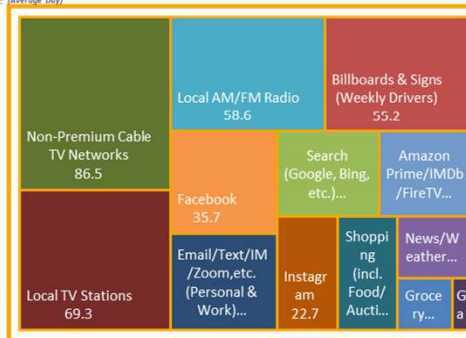 (Average Day)
Non-Premium Cable
TV Networks
86.5
Local TV Stations
69.3
Local AM/FM Radio
58.6
Billboards & Signs
(Weekly Drivers)
55.2
Facebook
35.7
Email/Text/IM
/Zoom,etc.
(Personal &
Work)...
Search
(Google, Bing,
etc.)...
Amazon
Prime/IMDb
/FireTV...
Instagr
am
22.7
Shoppi
ng
(incl.
Food/
Aucti...
News/W
eather...
Groce
ry...
G
a